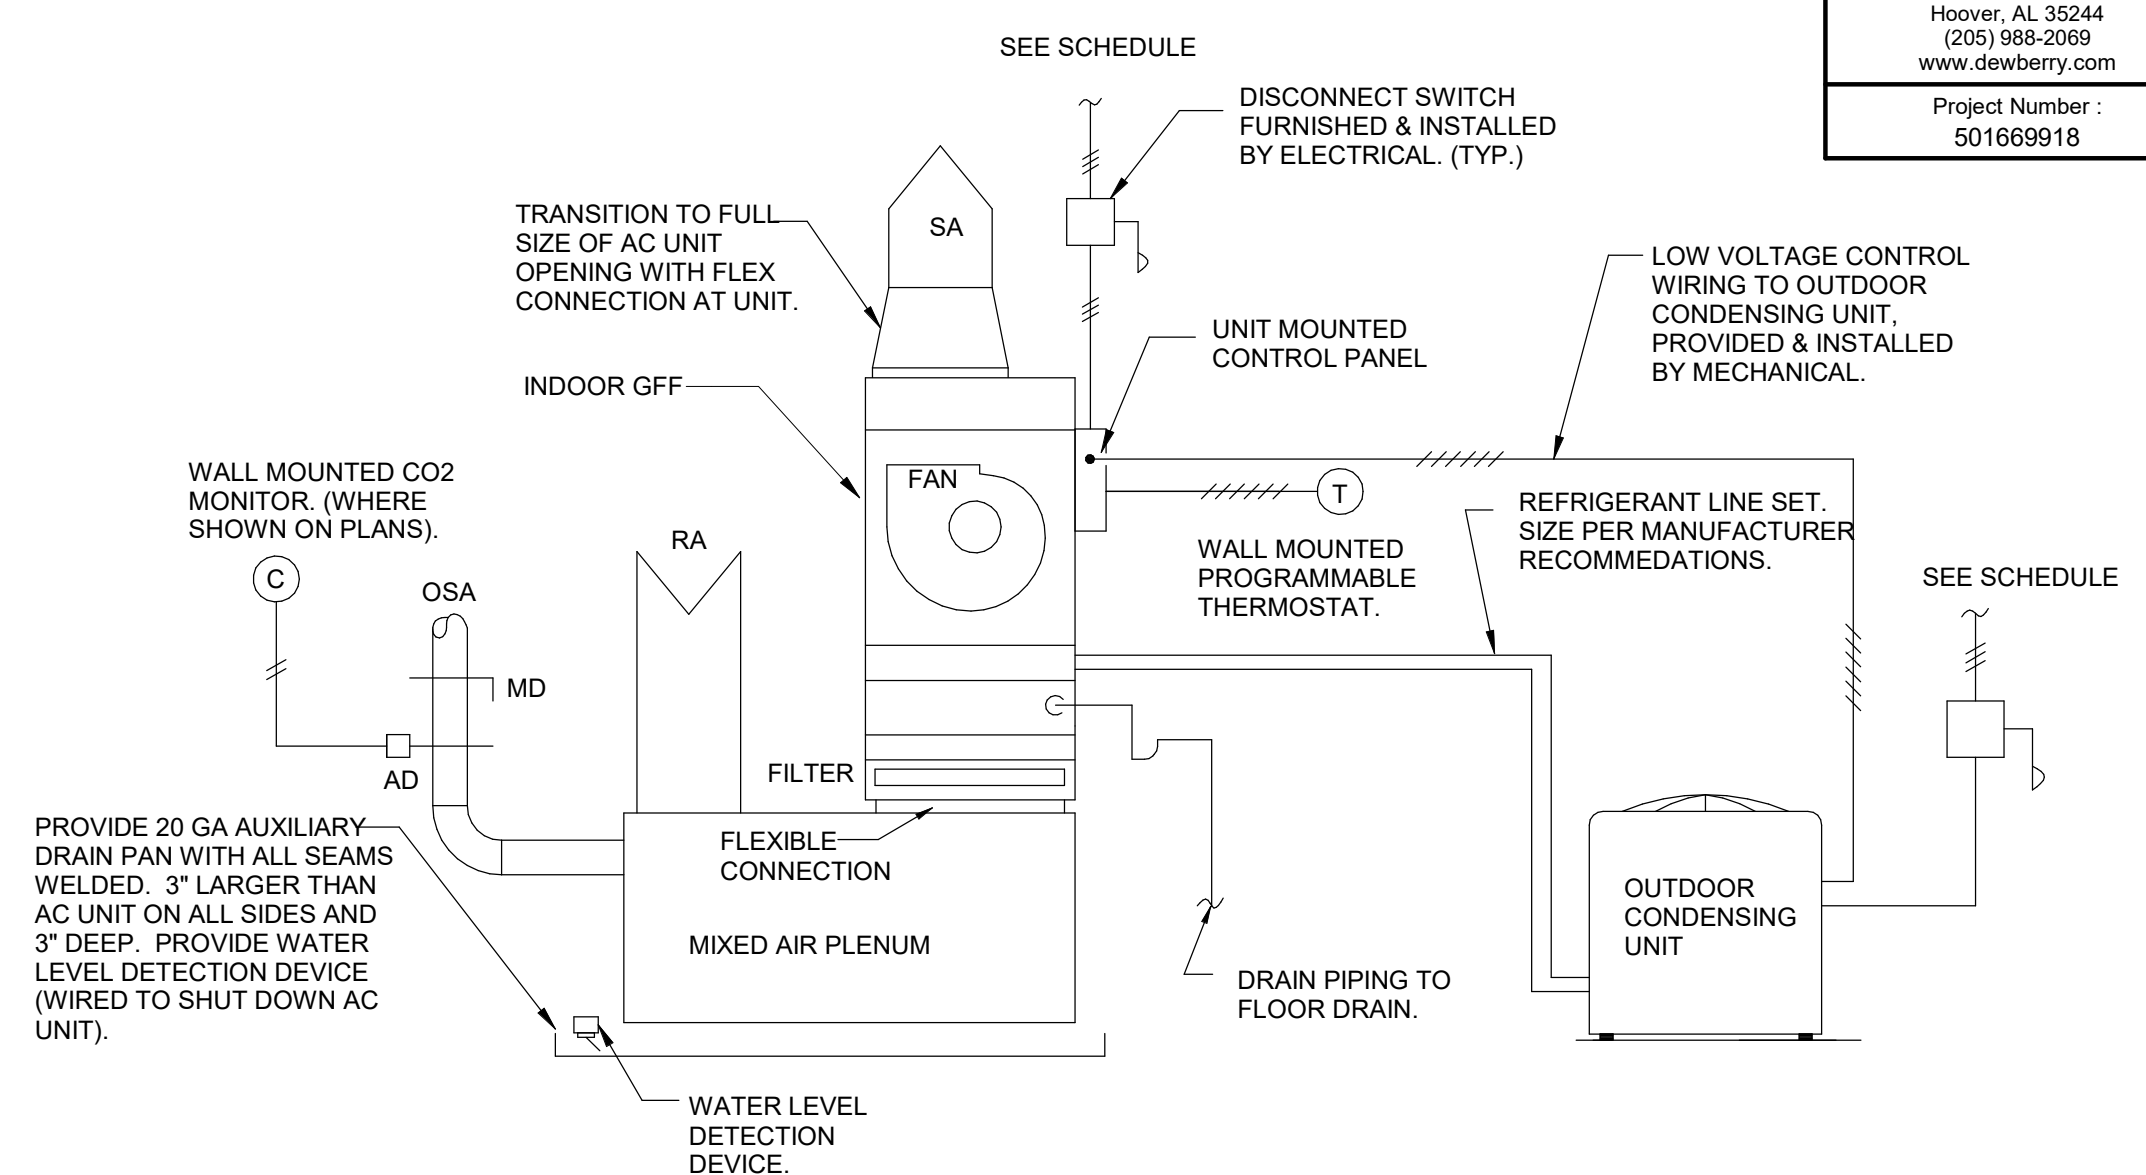 Hoover, AL 35244
(205) 988-2069
www.dewberry.com
Project Number :
501669918
SEE SCHEDULE
DISCONNECT SWITCH
FURNISHED & INSTALLED
BY ELECTRICAL. (TYP.)
TRANSITION TO FULL
SIZE OF AC UNIT
OPENING WITH FLEX
CONNECTION AT UNIT.
SA
LOW VOLTAGE CONTROL
WIRING TO OUTDOOR
CONDENSING UNIT,
PROVIDED & INSTALLED
BY MECHANICAL.
UNIT MOUNTED
CONTROL PANEL
INDOOR GFF
WALL MOUNTED CO2
MONITOR. (WHERE
SHOWN ON PLANS).
FAN
T
REFRIGERANT LINE SET.
SIZE PER MANUFACTURER
RECOMMEDATIONS.
RA
WALL MOUNTED
PROGRAMMABLE
THERMOSTAT.
C
OSA
SEE SCHEDULE
MD
AD
FILTER
PROVIDE 20 GA AUXILIARY
DRAIN PAN WITH ALL SEAMS
WELDED. 3" LARGER THAN
AC UNIT ON ALL SIDES AND
3" DEEP. PROVIDE WATER
LEVEL DETECTION DEVICE
(WIRED TO SHUT DOWN AC
UNIT).
FLEXIBLE
CONNECTION
MIXED AIR PLENUM
OUTDOOR
CONDENSING
UNIT
DRAIN PIPING TO
FLOOR DRAIN.
WATER LEVEL
DETECTION
DEVICE.